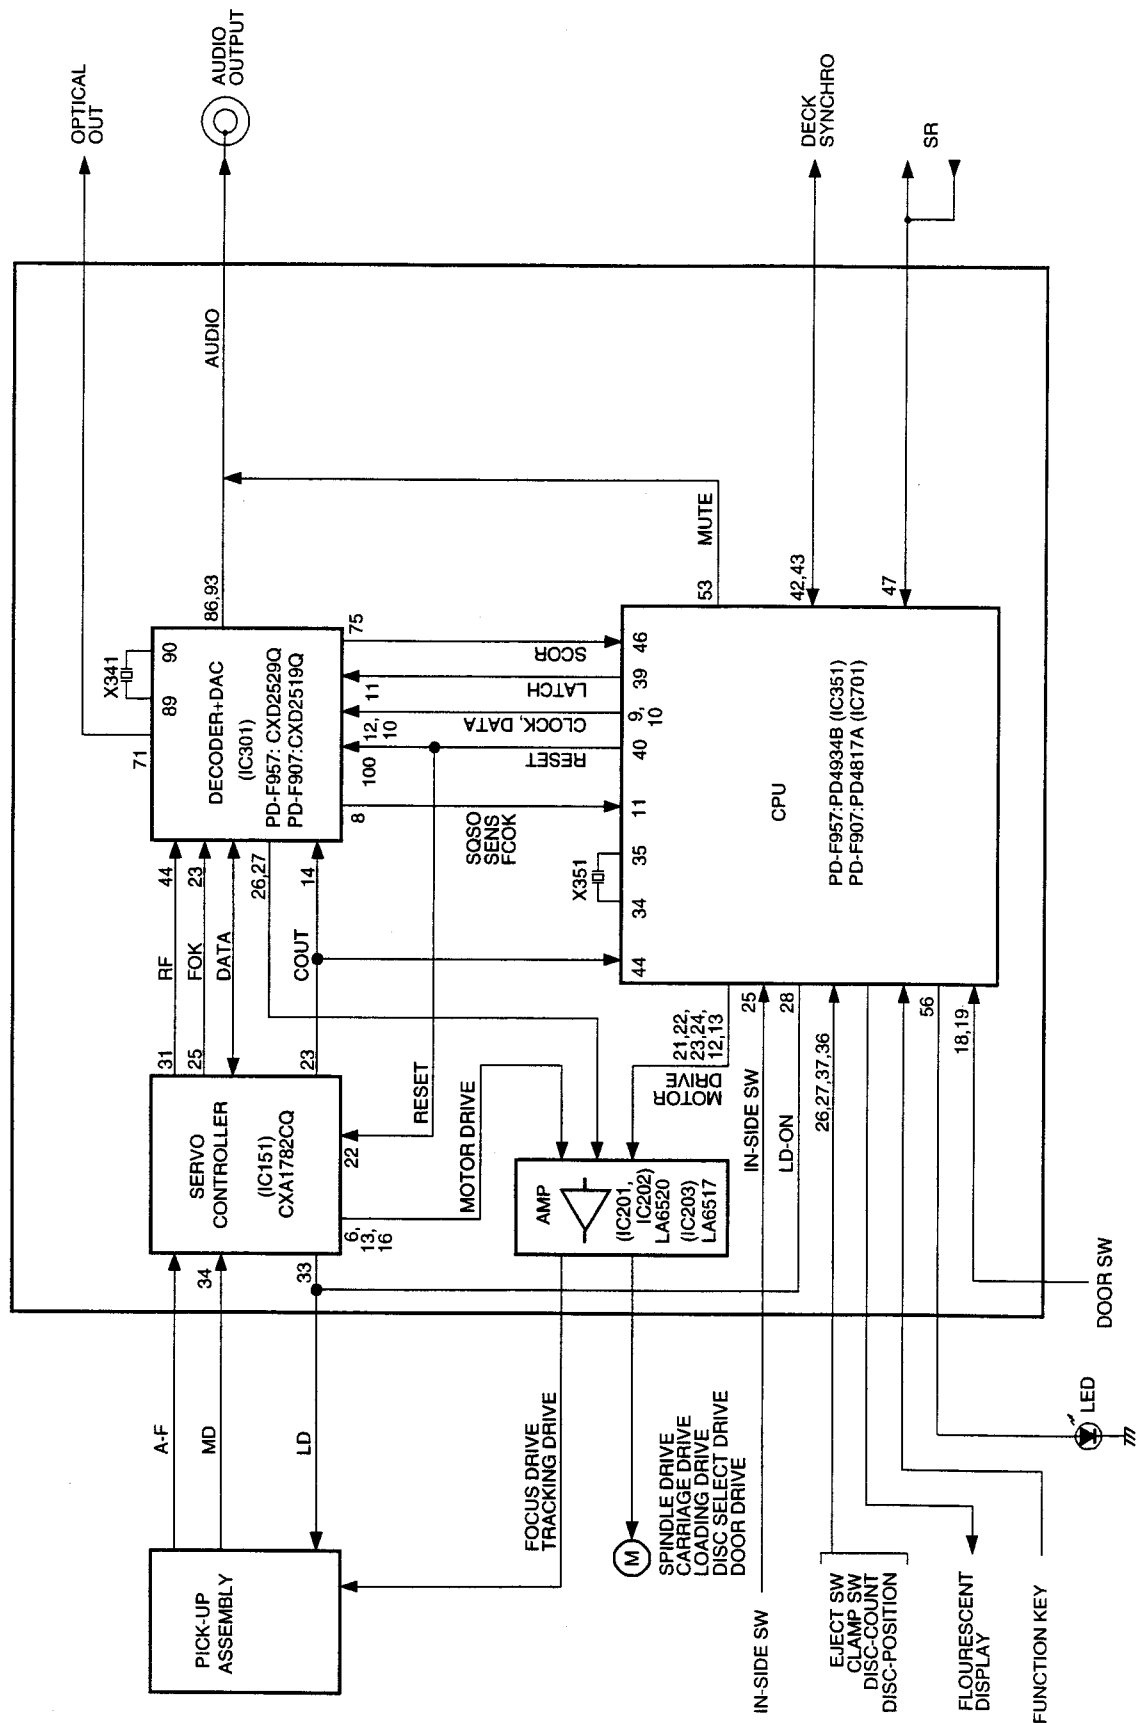 PICK-UP
ASSEMBLY
A-F
MD
34
LD
33
SERVO
CONTROLLER
(IC151)
CXA1782CQ
31
25
23
22
6,
13,
16
RF
FOK
DATA
COUT
RESET
MOTOR DRIVE
44
23
14
26,27
DECODER+DAC
(IC301)
PD-F957: CXD2529Q
PD-F907:CXD2519Q
71
X341
89
90
86,93
AUDIO
OPTICAL
OUT
AUDIO
OUTPUT
8
100
12,
10
11
75
SQSO
SENS
FCOK
RESET
CLOCK, DATA
LATCH
SCOR
MUTE
53
AMP
(IC201,
IC202)
LA6520
(IC203)
LA6517
FOCUS DRIVE
TRACKING DRIVE
M
SPINDLE DRIVE
CARRIAGE DRIVE
LOADING DRIVE
DISC SELECT DRIVE
DOOR DRIVE
MOTOR
DRIVE
21,22,
23,24,
12,13
44
34
35
X351
11
40
9,
10
39
46
CPU
PD-F957:PD4934B (IC351)
PD-F907:PD4817A (IC701)
42,43
DECK
SYNCHRO
47
SR
IN-SIDE SW
IN-SIDE SW
25
LD-ON
28
EJECT SW
CLAMP SW
DISC-COUNT
DISC-POSITION
26,27,37,36
FLOURESCENT
DISPLAY
FUNCTION KEY
LED
56
DOOR SW
18,19